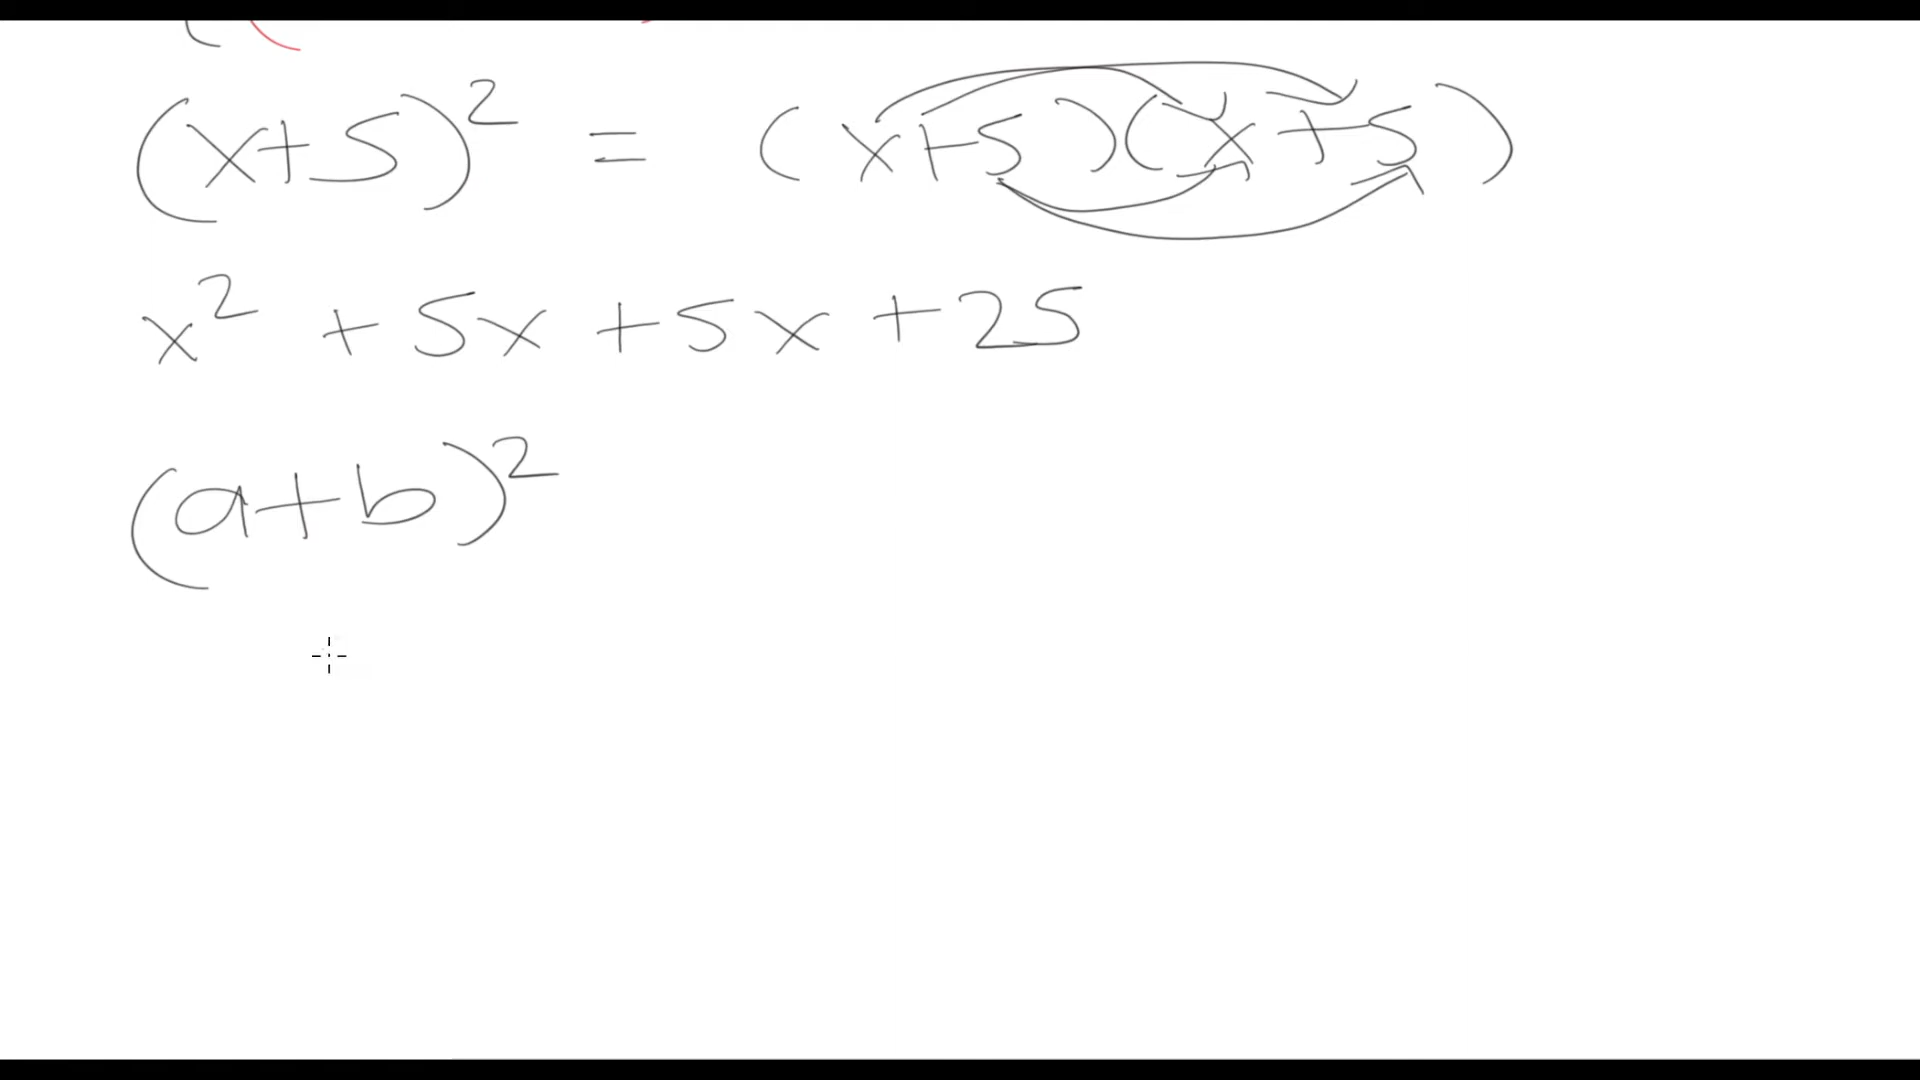 (x+5)² = (x+5)(x+5)
x² + 5x + 5x + 25
(a+b)²